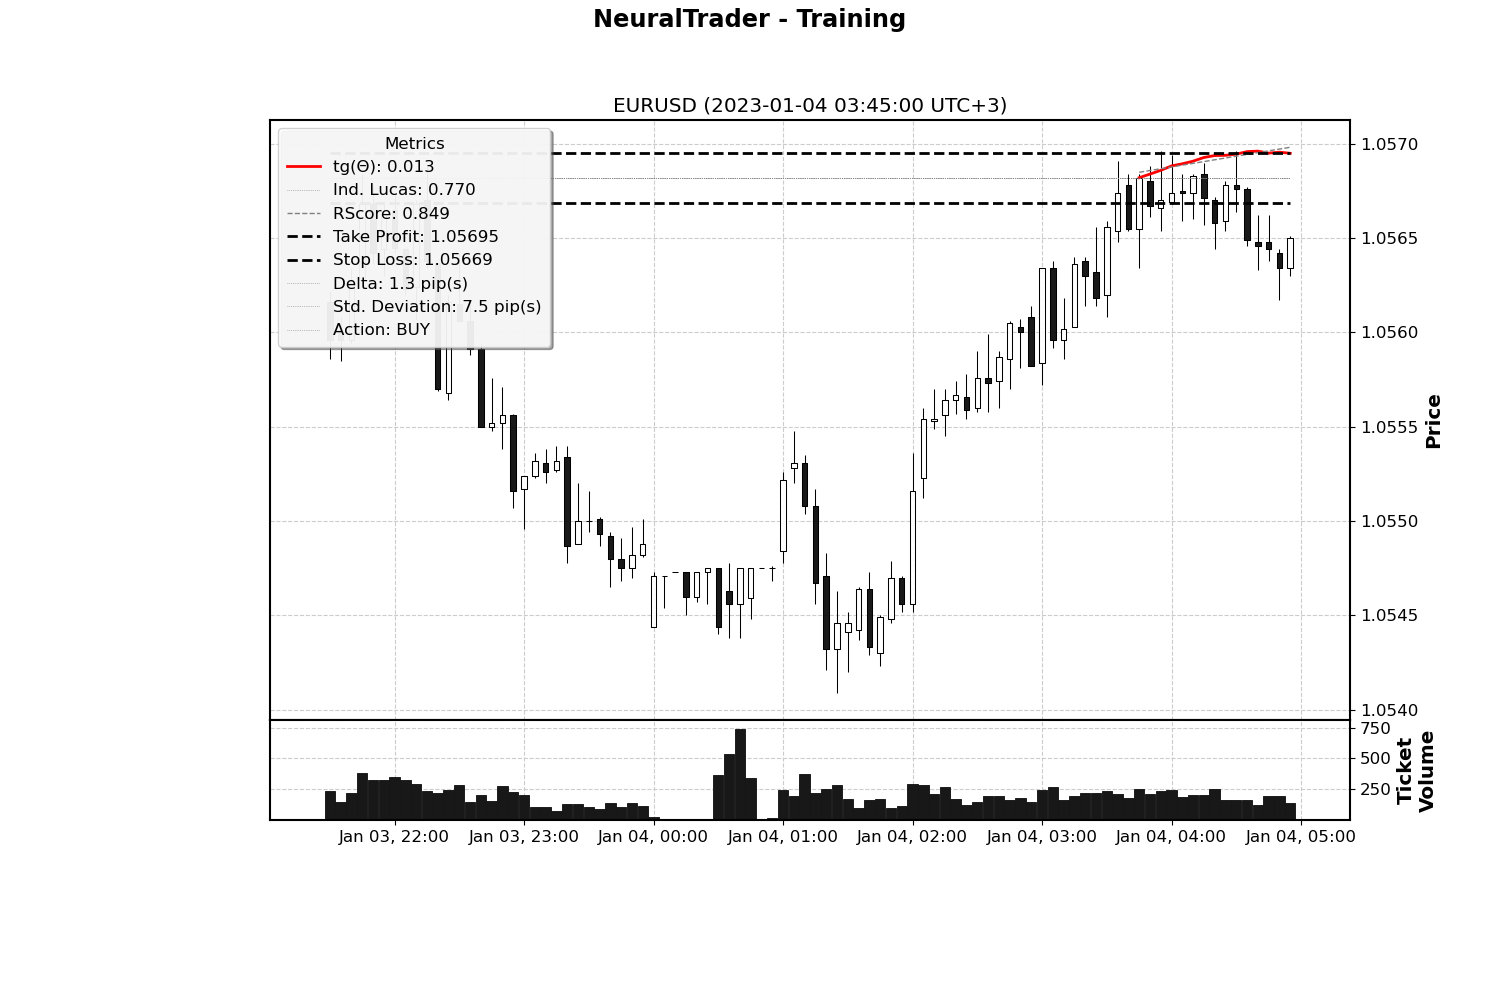 NeuralTrader - Training
EURUSD (2023-01-04 03:45:00 UTC+3)
Metrics
tg(Θ): 0.013
Ind. Lucas: 0.770
RScore: 0.849
Take Profit: 1.05695
Stop Loss: 1.05669
Delta: 1.3 pip(s)
Std. Deviation: 7.5 pip(s)
Action: BUY
1.0570
1.0565
1.0560
1.0555
1.0550
1.0545
1.0540
Price
750
500
250
Ticket
Volume
Jan 03, 22:00
Jan 03, 23:00
Jan 04, 00:00
Jan 04, 01:00
Jan 04, 02:00
Jan 04, 03:00
Jan 04, 04:00
Jan 04, 05:00